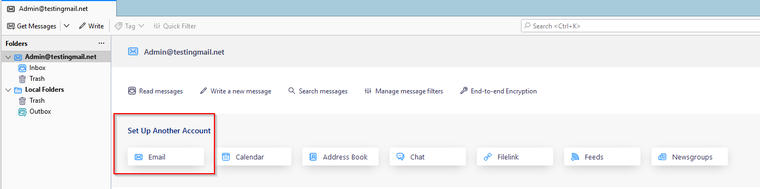 Admin@testingmail.net
Get Messages Write Tag Quick Filter Search <Ctrl+K>
Folders ...
Admin@testingmail.net
Inbox
Trash
Local Folders
Trash
Outbox
Admin@testingmail.net
Read messages Write a new message Search messages Manage message filters End-to-end Encryption
Set Up Another Account
Email Calendar Address Book Chat Filelink Feeds Newsgroups